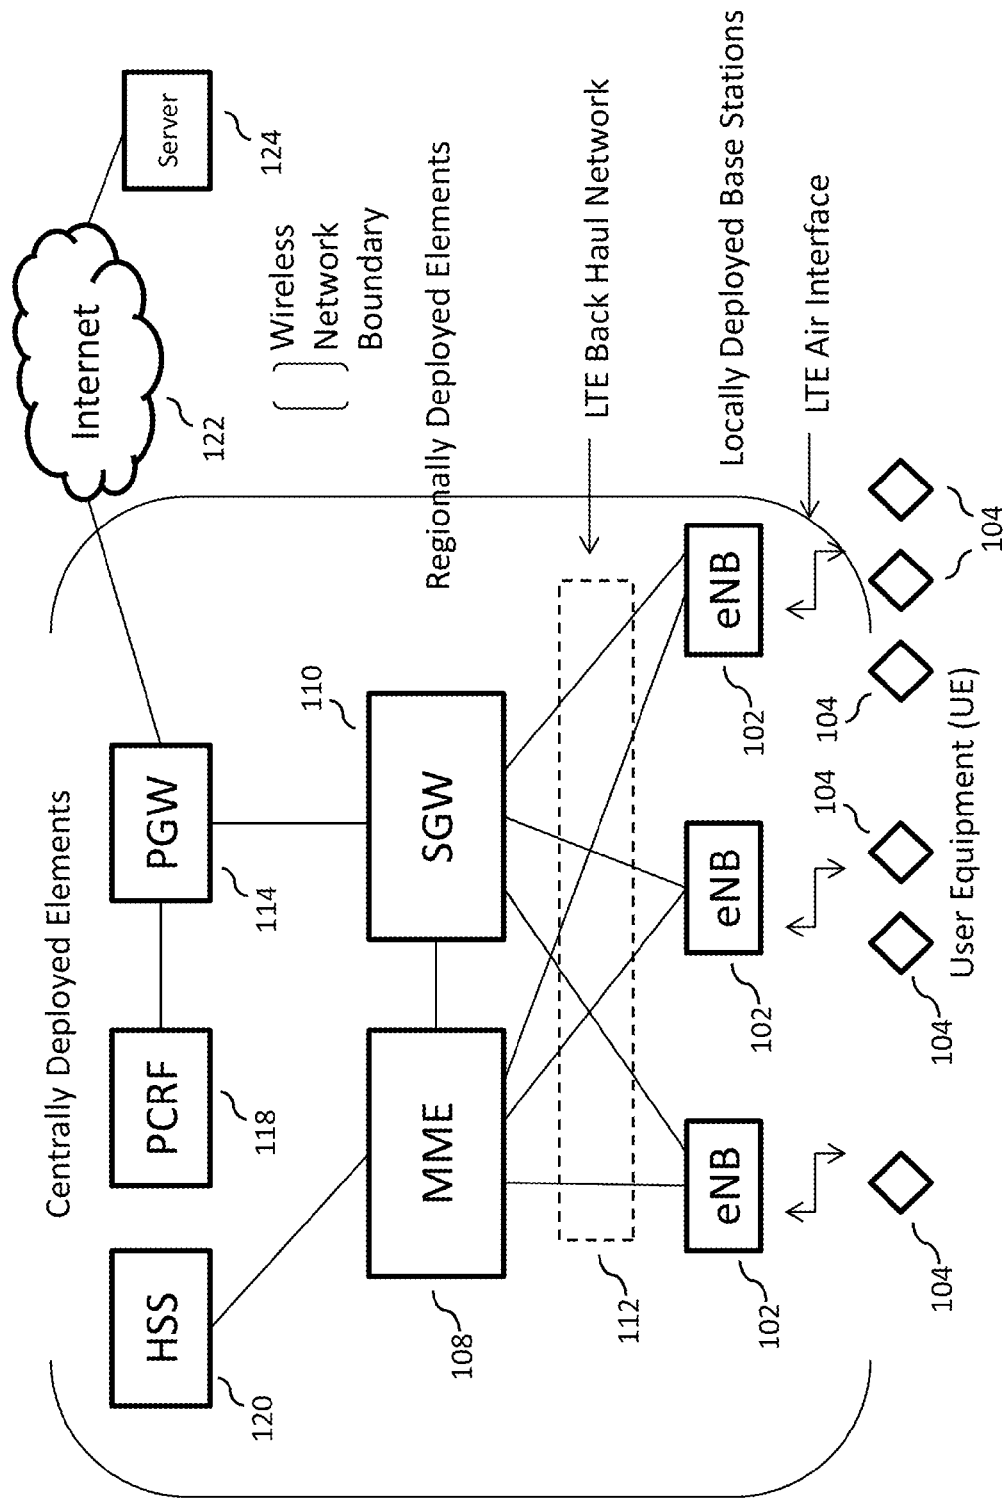 Centrally Deployed Elements
HSS
120
PCRF
118
PGW
114
Internet
122
Server
124
Wireless
Network
Boundary
Regionally Deployed Elements
MME
108
SGW
110
LTE Back Haul Network
112
Locally Deployed Base Stations
eNB
102
eNB
102
eNB
102
LTE Air Interface
104
104
104
104
104
User Equipment (UE)